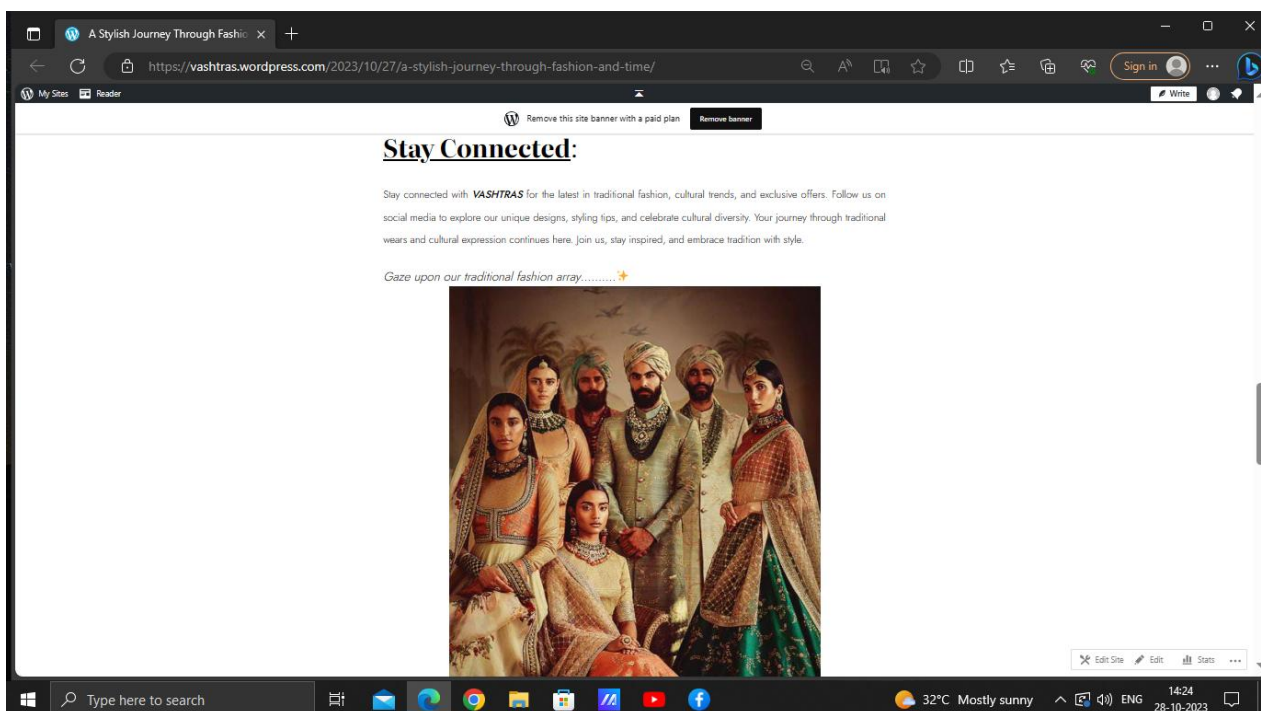 A Stylish Journey Through Fashio
https://vashtras.wordpress.com/2023/10/27/a-stylish-journey-through-fashion-and-time/
Sign in
My Sites Reader
Write
Remove this site banner with a paid plan Remove banner
Stay Connected:
Stay connected with VASHTRAS for the latest in traditional fashion, cultural trends, and exclusive offers. Follow us on
social media to explore our unique designs, styling tips, and celebrate cultural diversity. Your journey through traditional
wears and cultural expression continues here. Join us, stay inspired, and embrace tradition with style.
Gaze upon our traditional fashion array..........✨
Edit Site Edit Stats
Type here to search
32°C Mostly sunny
ENG
14:24
28-10-2023